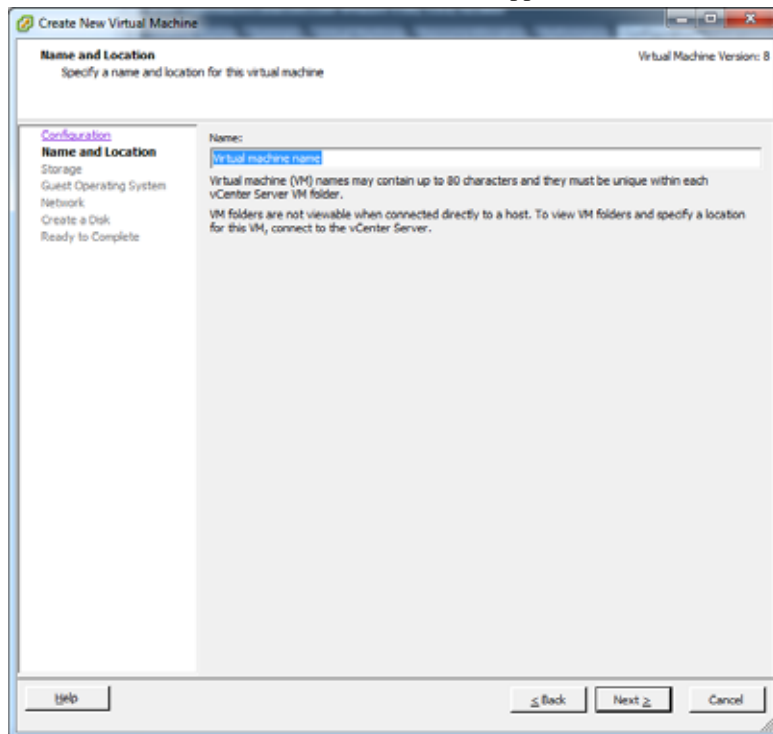 Create New Virtual Machine
Name and Location
Specify a name and location for this virtual machine
Virtual Machine Version: 8
Configuration
Name and Location
Storage
Guest Operating System
Network
Create a Disk
Ready to Complete
Name:
Virtual machine name
Virtual machine (VM) names may contain up to 80 characters and they must be unique within each
vCenter Server VM folder.
VM folders are not viewable when connected directly to a host. To view VM folders and specify a location
for this VM, connect to the vCenter Server.
Help
≤ Back
Next ≥
Cancel